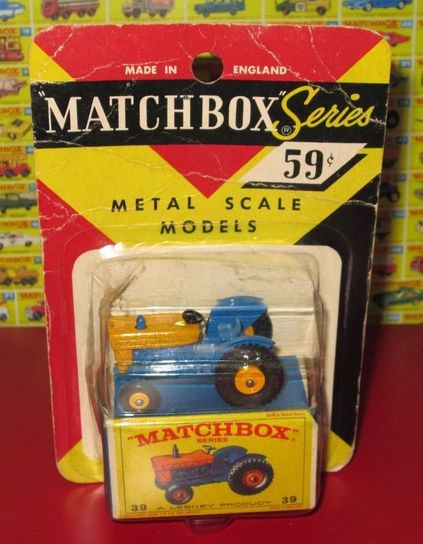 MADE IN ENGLAND
"MATCHBOX" Series
®
59¢
METAL SCALE
MODELS
"MATCHBOX"
SERIES
39 A LESNEY PRODUCT 39